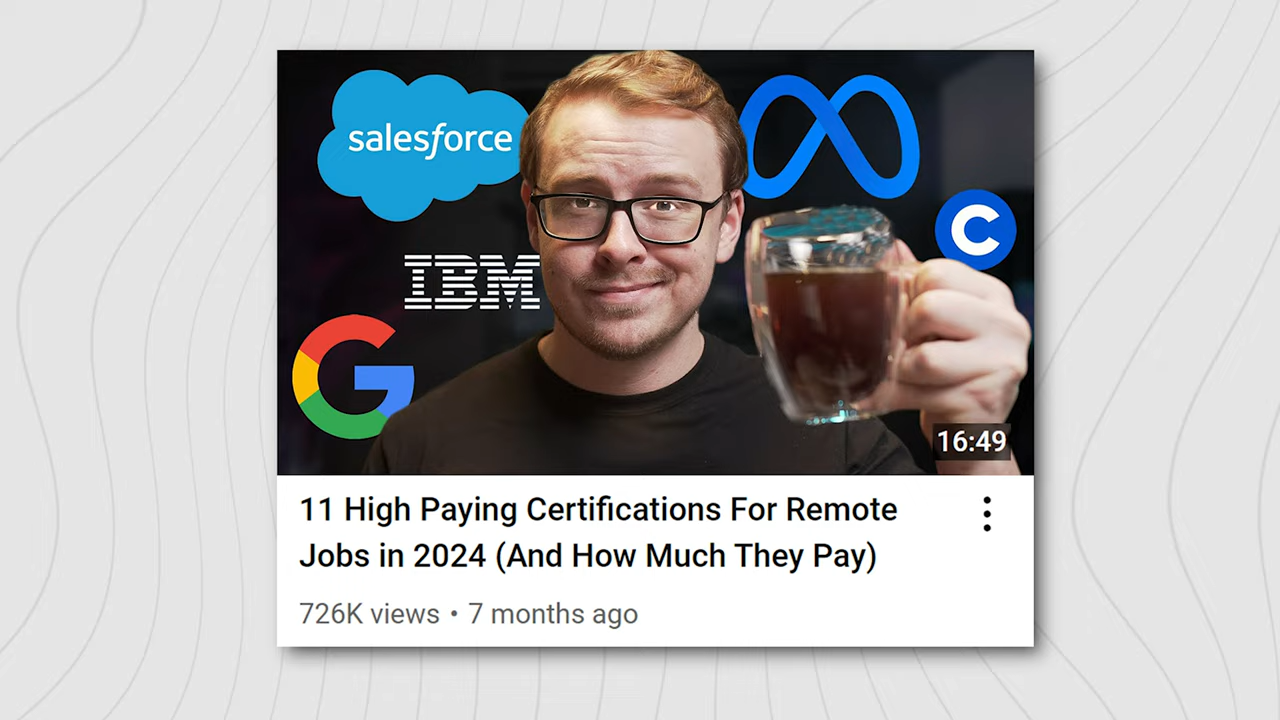 salesforce
IBM
G
C
16:49
11 High Paying Certifications For Remote
Jobs in 2024 (And How Much They Pay)
726K views • 7 months ago